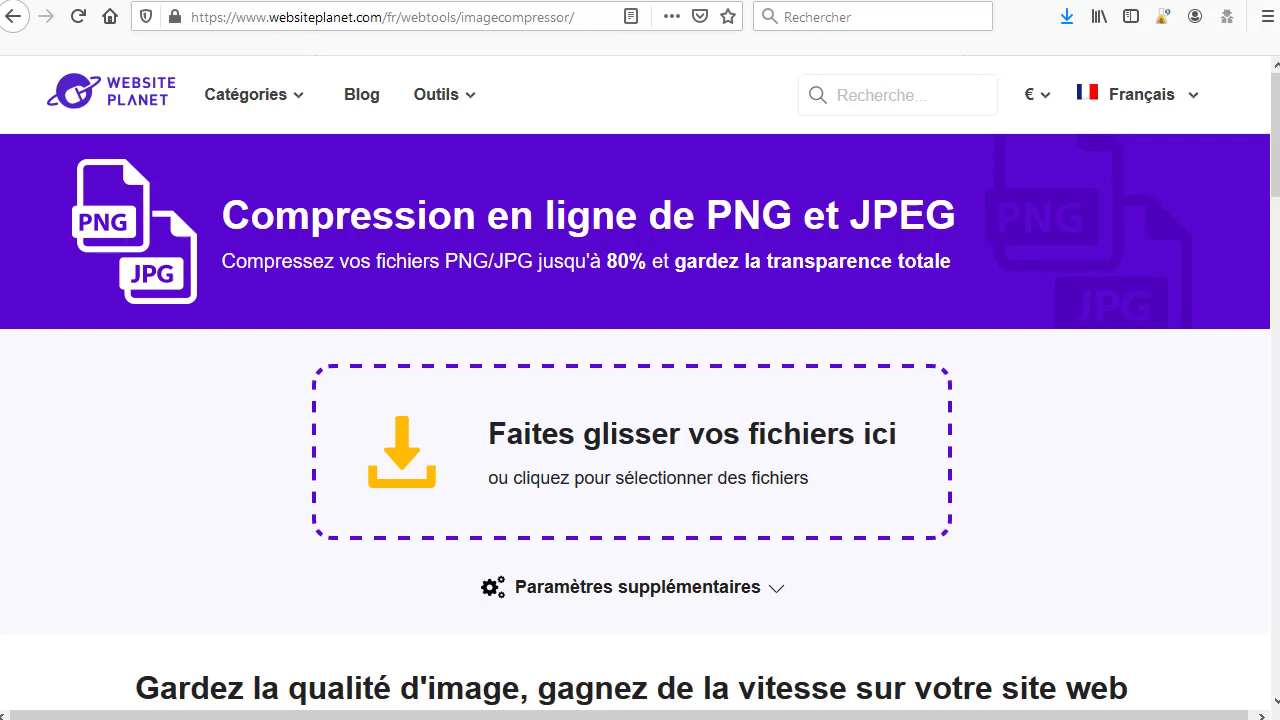 https://www.websiteplanet.com/fr/webtools/imagecompressor/
Rechercher
WEBSITE
PLANET
Catégories
Blog
Outils
Recherche...
€
Français
PNG
JPG
Compression en ligne de PNG et JPEG
Compressez vos fichiers PNG/JPG jusqu'à 80% et gardez la transparence totale
PNG
JPG
Faites glisser vos fichiers ici
ou cliquez pour sélectionner des fichiers
Paramètres supplémentaires
Gardez la qualité d'image, gagnez de la vitesse sur votre site web